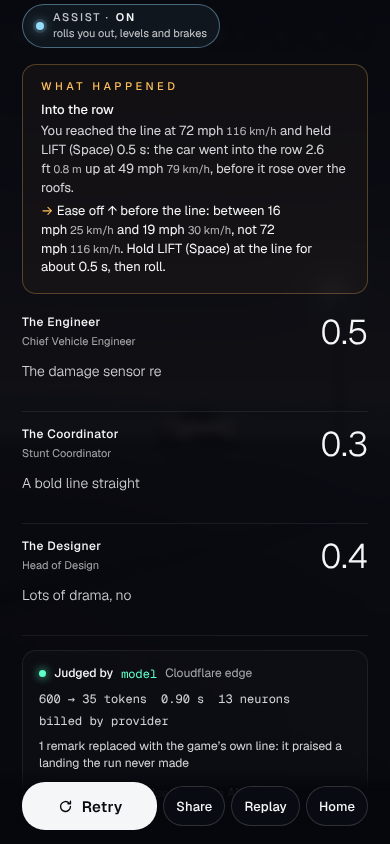 ASSIST · ON
rolls you out, levels and brakes
WHAT HAPPENED
Into the row
You reached the line at 72 mph 116 km/h and held
LIFT (Space) 0.5 s: the car went into the row 2.6
ft 0.8 m up at 49 mph 79 km/h, before it rose over the
roofs.
→ Ease off ↑ before the line: between 16
mph 25 km/h and 19 mph 30 km/h, not 72
mph 116 km/h. Hold LIFT (Space) at the line for
about 0.5 s, then roll.
The Engineer
0.5
Chief Vehicle Engineer
The damage sensor re
The Coordinator
0.3
Stunt Coordinator
A bold line straight
The Designer
0.4
Head of Design
Lots of drama, no
Judged by model Cloudflare edge
600 → 35 tokens 0.90 s 13 neurons
billed by provider
1 remark replaced with the game's own line: it praised a
landing the run never made
Retry Share Replay Home